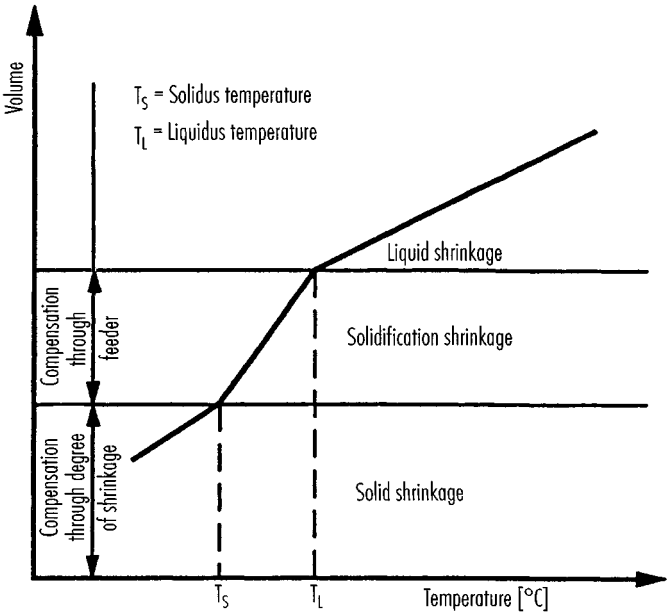 Volume
T_S = Solidus temperature
T_L = Liquidus temperature
Liquid shrinkage
Compensation
through
feeder
Solidification shrinkage
Compensation
through degree
of shrinkage
Solid shrinkage
T_S
T_L
Temperature [°C]